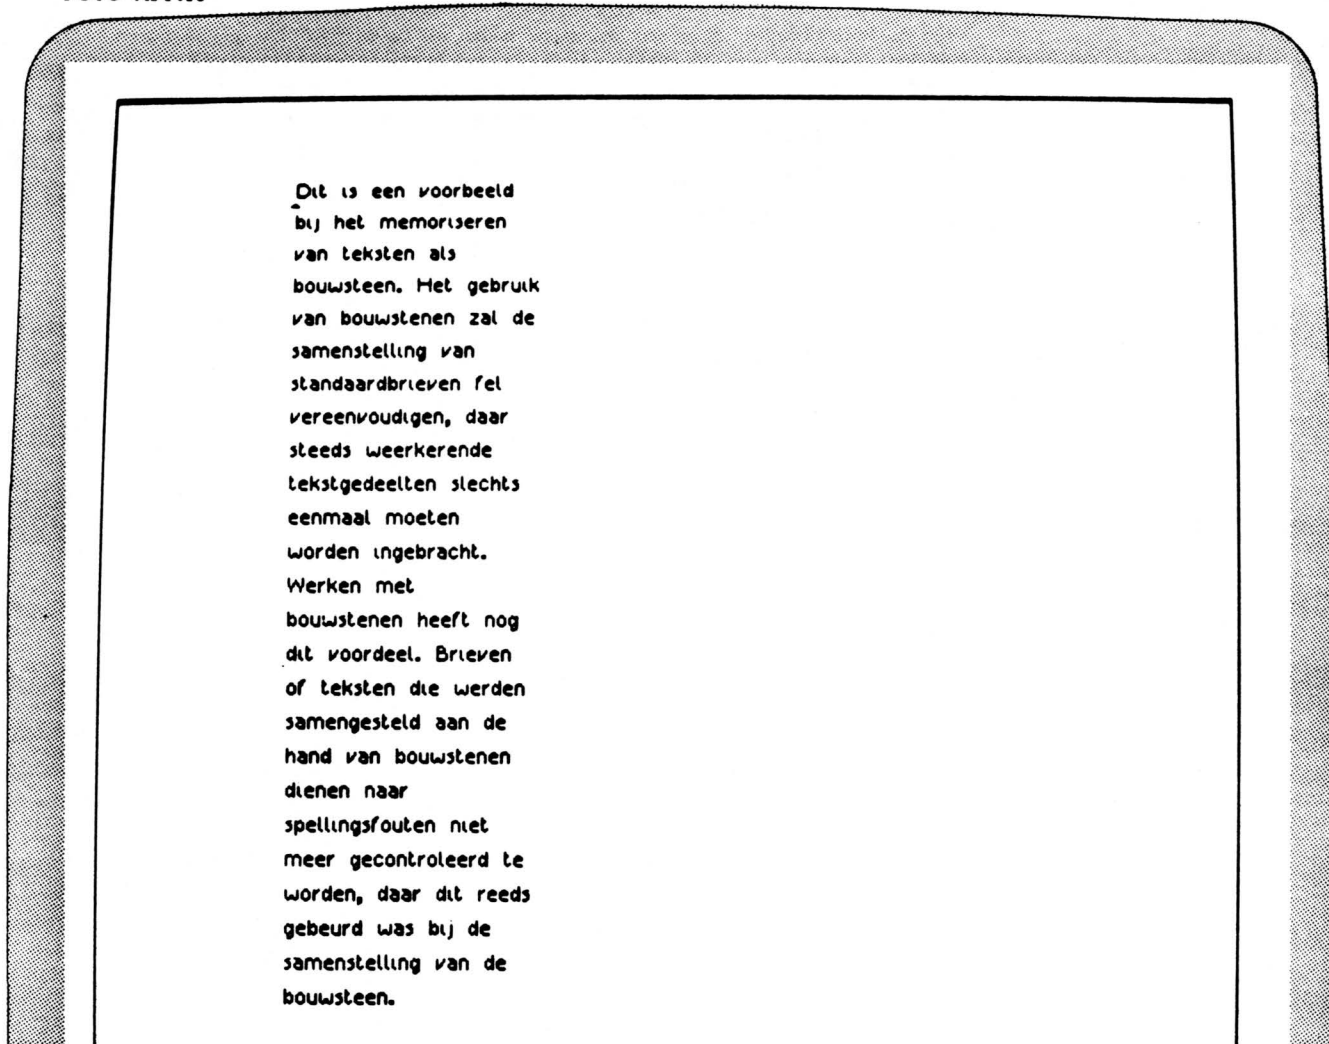 Dit is een voorbeeld
bij het memoriseren
van teksten als
bouwsteen. Het gebruik
van bouwstenen zal de
samenstelling van
standaardbrieven fel
vereenvoudigen, daar
steeds weerkerende
tekstgedeelten slechts
eenmaal moeten
worden ingebracht.
Werken met
bouwstenen heeft nog
dit voordeel. Brieven
of teksten die werden
samengesteld aan de
hand van bouwstenen
dienen naar
spellingsfouten niet
meer gecontroleerd te
worden, daar dit reeds
gebeurd was bij de
samenstelling van de
bouwsteen.